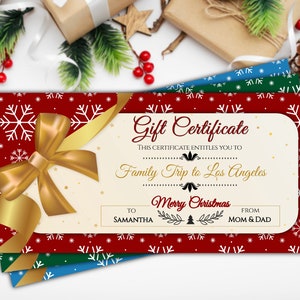 Gift Certificate
THIS CERTIFICATE ENTITLES YOU TO
Family Trip to Los Angeles
Merry Christmas
TO
SAMANTHA
FROM
MOM & DAD